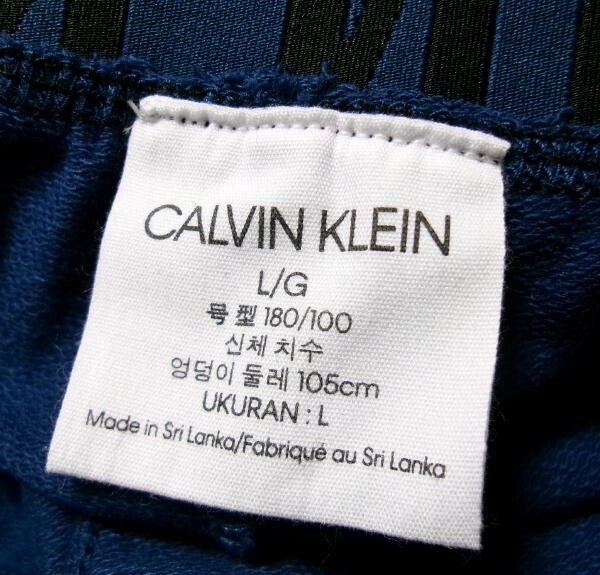 CALVIN KLEIN
L/G
号型 180/100
신체 치수
엉덩이 둘레 105cm
UKURAN : L
Made in Sri Lanka/Fabriqué au Sri Lanka